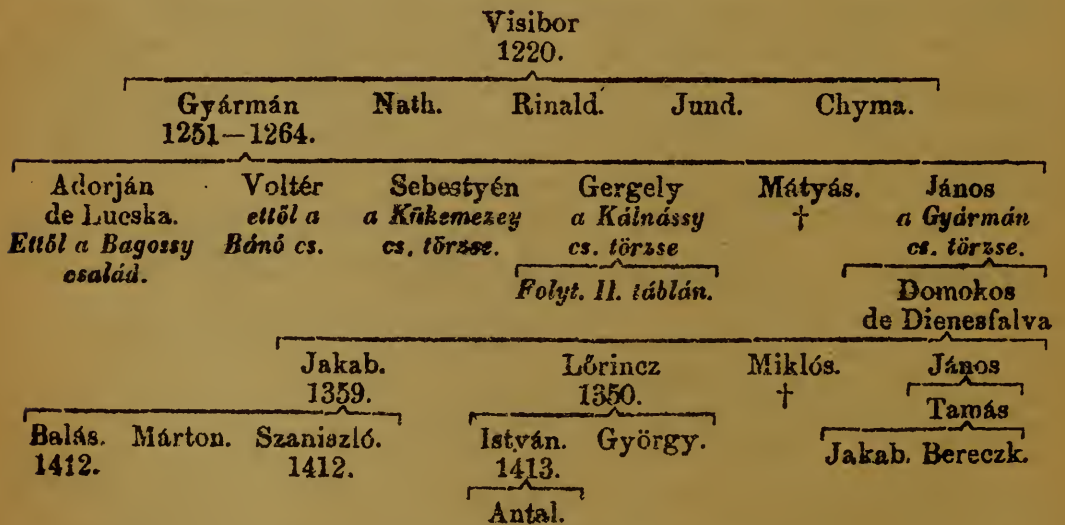 Visibor
1220.
Gyármán Nath. Rinald. Jund. Chyma.
1251—1264.
Adorján Voltér Sebestyén Gergely Mátyás. János
de Lucska. ettől a a Kükemezey a Kálnássy † a Gyármán
Ettől a Bagossy Bánó cs. cs. törzse. cs. törzse cs. törzse.
család.
Folyt. II. táblán. Domokos
de Dienesfalva
Jakab. Lőrincz Miklós. János
1359. 1350. †
Tamás
Balás. Márton. Szaniszló. István. György. Jakab. Bereczk.
1412. 1412. 1413.
Antal.